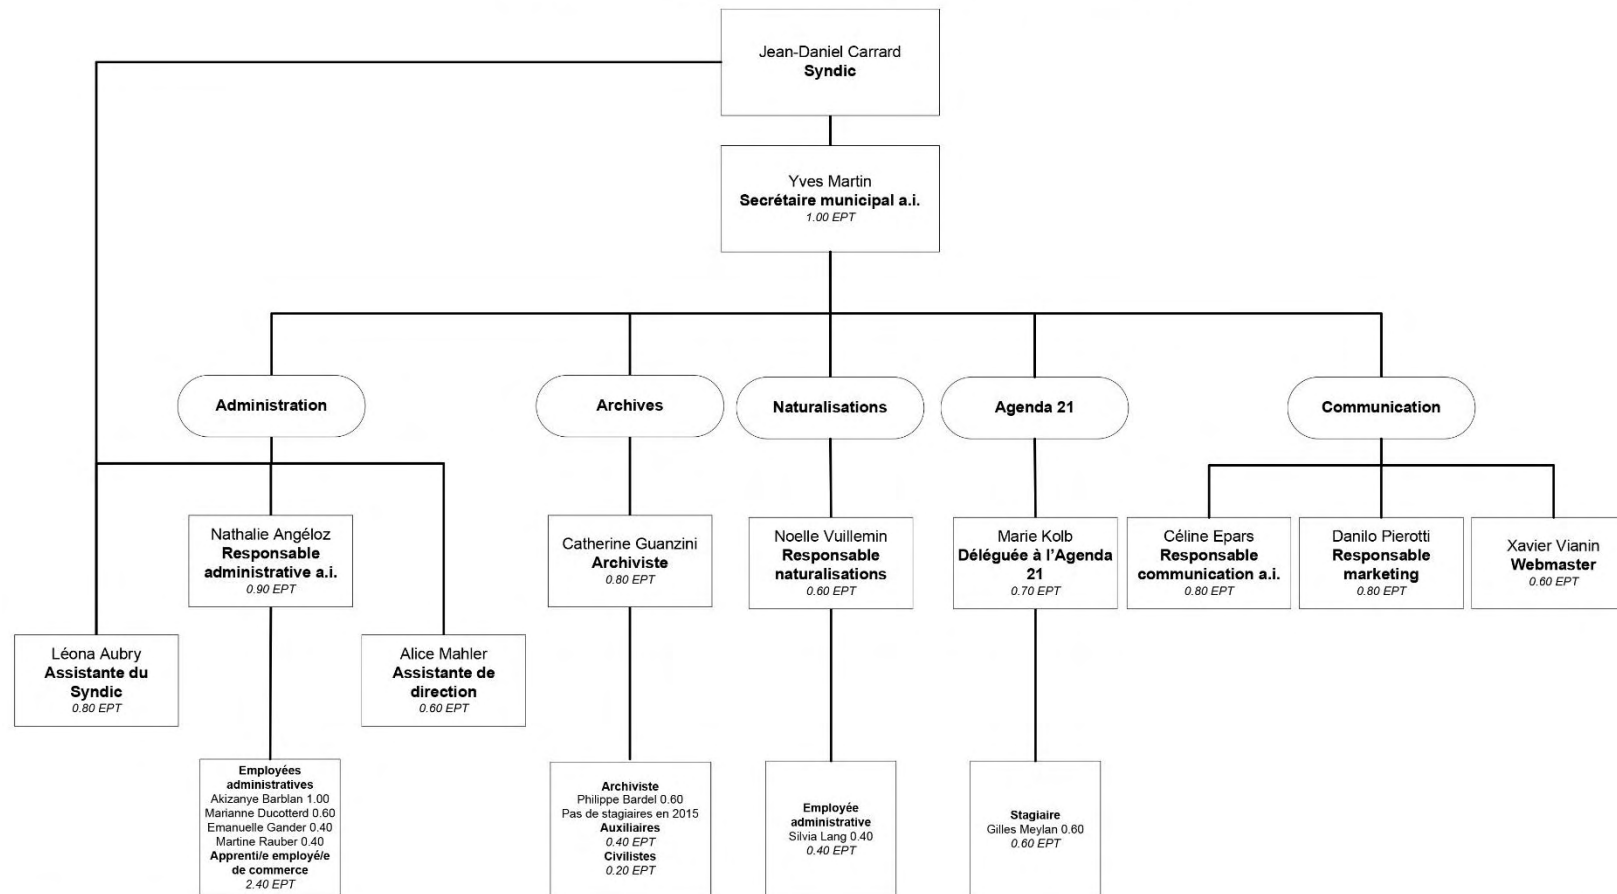 Jean-Daniel Carrard
Syndic
Yves Martin
Secrétaire municipal a.i.
1.00 EPT
Administration
Archives
Naturalisations
Agenda 21
Communication
Nathalie Angéloz
Responsable
administrative a.i.
0.90 EPT
Catherine Guanzini
Archiviste
0.80 EPT
Noelle Vuillemin
Responsable
naturalisations
0.60 EPT
Marie Kolb
Déléguée à l'Agenda
21
0.70 EPT
Céline Epars
Responsable
communication a.i.
0.80 EPT
Danilo Pierotti
Responsable
marketing
0.80 EPT
Xavier Vianin
Webmaster
0.60 EPT
Léona Aubry
Assistante du
Syndic
0.80 EPT
Alice Mahler
Assistante de
direction
0.60 EPT
Employées
administratives
Akizanye Barblan 1.00
Marianne Ducotterd 0.60
Emanuelle Gander 0.40
Martine Rauber 0.40
Apprenti/e employé/e
de commerce
2.40 EPT
Archiviste
Philippe Bardel 0.60
Pas de stagiaires en 2015
Auxiliaires
0.40 EPT
Civilistes
0.20 EPT
Employée
administrative
Silvia Lang 0.40
0.40 EPT
Stagiaire
Gilles Meylan 0.60
0.60 EPT